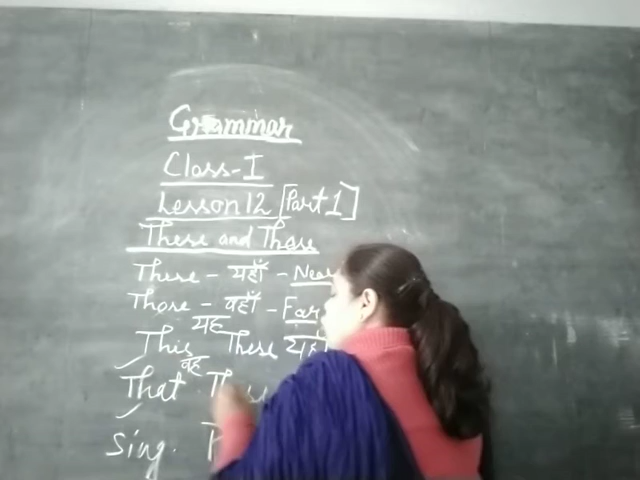 Grammar
Class-I
Lesson 12 [Part 1]
These and Those
These - यहाँ - Near
Those - वहाँ - Far
यह
This These
वह
That
Sing.